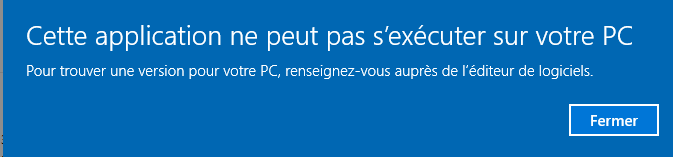 Cette application ne peut pas s’exécuter sur votre PC
Pour trouver une version pour votre PC, renseignez-vous auprès de l’éditeur de logiciels.
Fermer